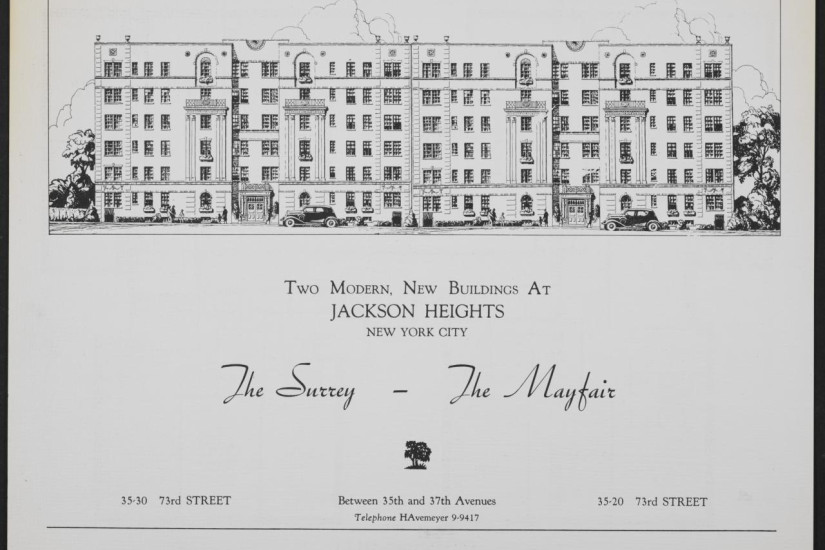 Two Modern, New Buildings At
JACKSON HEIGHTS
NEW YORK CITY
The Surrey – The Mayfair
35-30 73rd STREET Between 35th and 37th Avenues 35-20 73rd STREET
Telephone HAvemeyer 9-9417